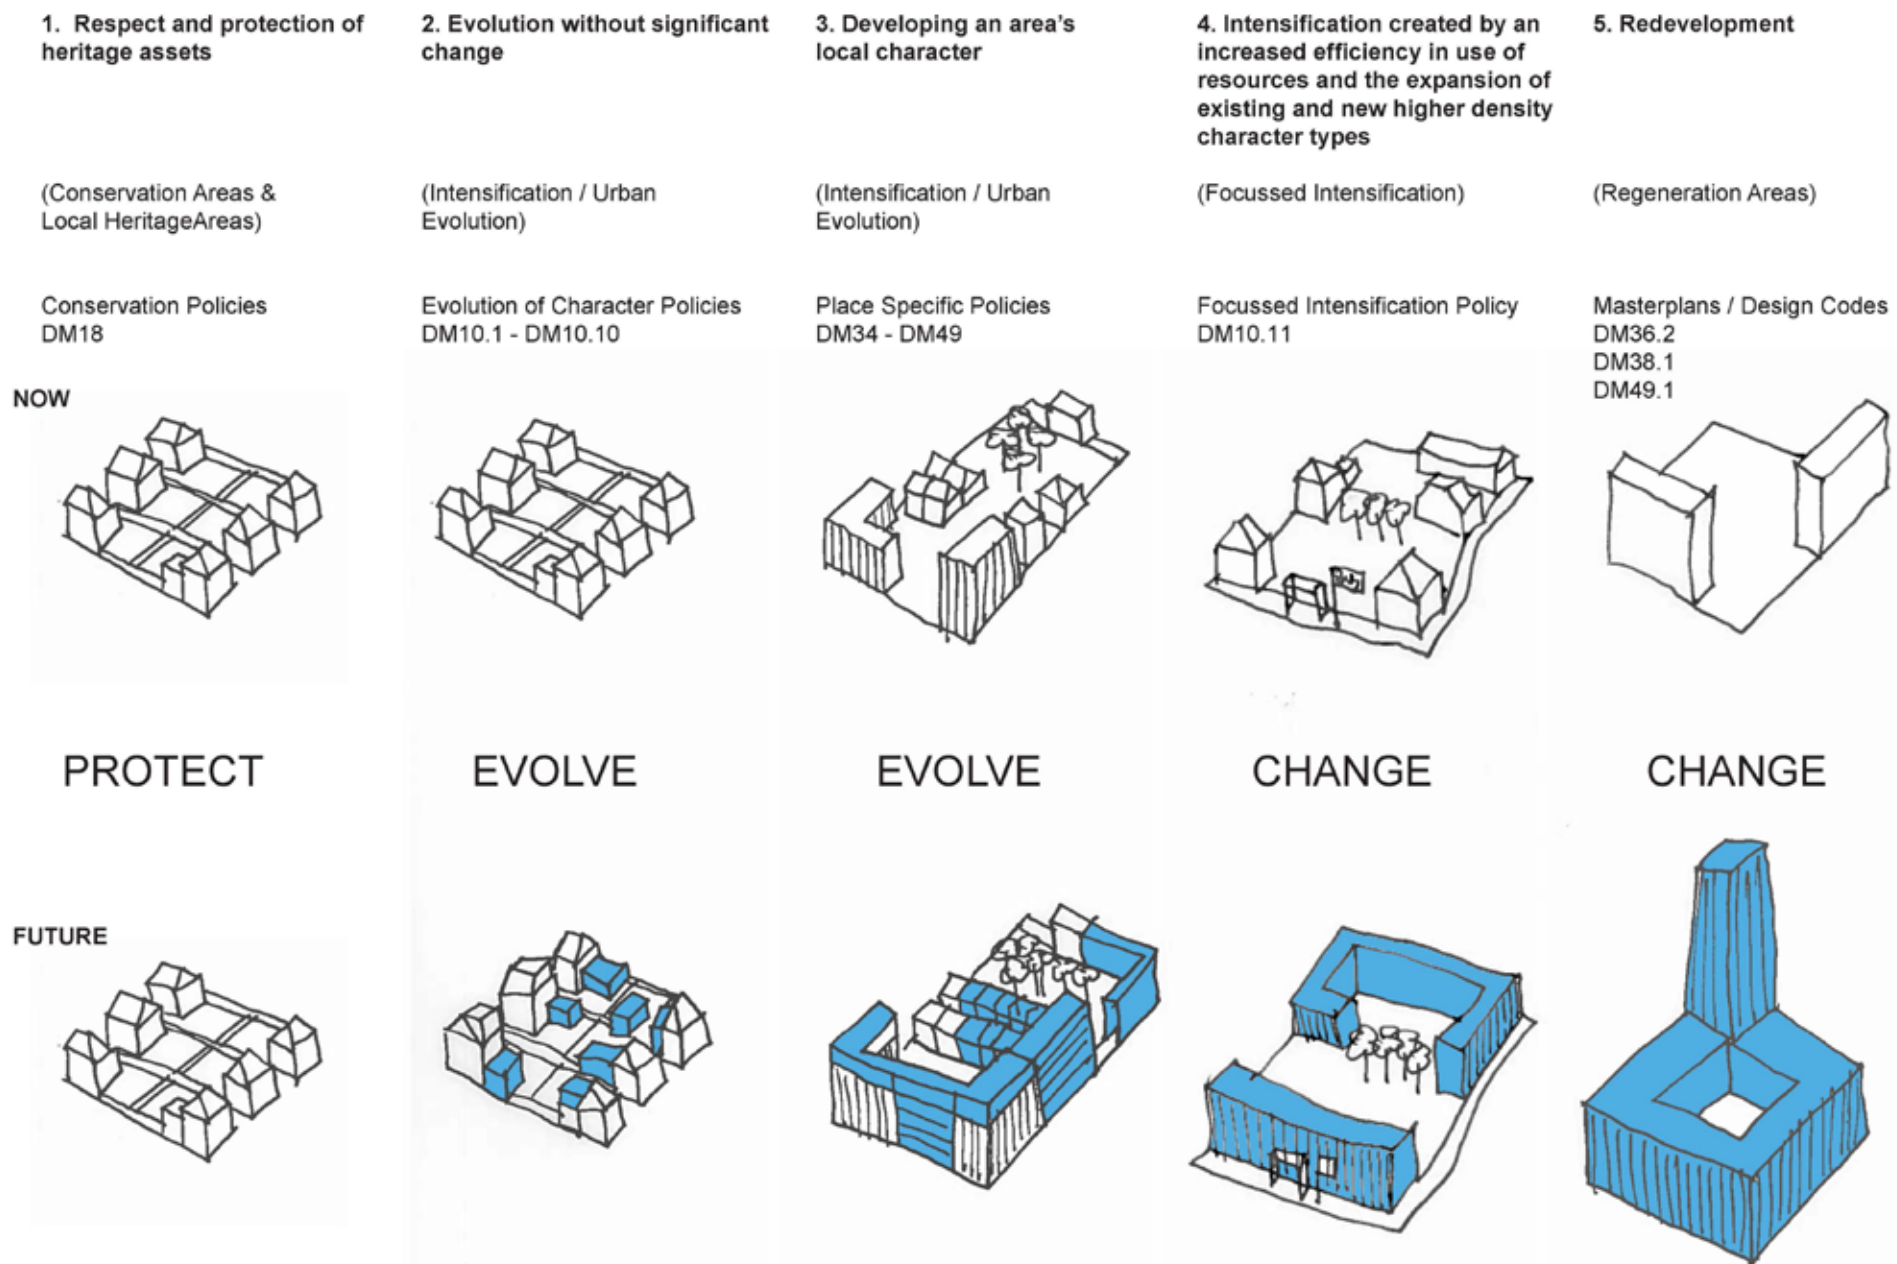 1. Respect and protection of
heritage assets
2. Evolution without significant
change
3. Developing an area's
local character
4. Intensification created by an
increased efficiency in use of
resources and the expansion of
existing and new higher density
character types
5. Redevelopment
(Conservation Areas &
Local HeritageAreas)
(Intensification / Urban
Evolution)
(Intensification / Urban
Evolution)
(Focussed Intensification)
(Regeneration Areas)
Conservation Policies
DM18
Evolution of Character Policies
DM10.1 - DM10.10
Place Specific Policies
DM34 - DM49
Focussed Intensification Policy
DM10.11
Masterplans / Design Codes
DM36.2
DM38.1
DM49.1
NOW
PROTECT
EVOLVE
EVOLVE
CHANGE
CHANGE
FUTURE